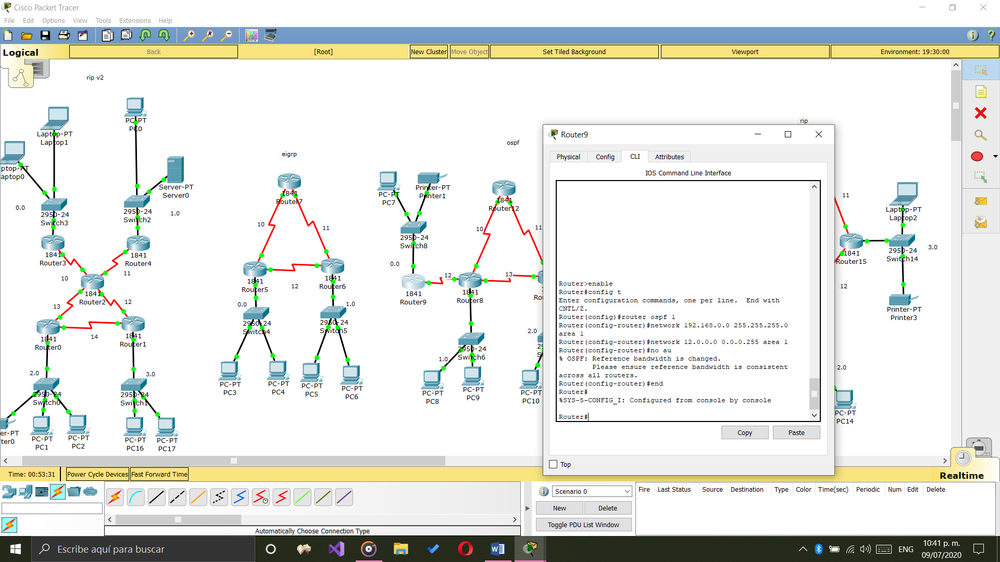 Cisco Packet Tracer
File Edit Options View Tools Extensions Help
Logical
Back
[Root]
New Cluster
Move Object
Set Tiled Background
Viewport
Environment: 19:30:00
rip v2
Laptop-PT
Laptop1
PC-PT
PC0
ptop-PT
aptop0
Server-PT
Server0
0.0
2950-24
Switch3
2950-24
Switch2
1.0
1841
Router3
1841
Router4
10
11
1841
Router2
13
12
1841
Router0
14
1841
Router1
2.0
3.0
2950-24
Switch0
2950-24
Switch1
er-PT
ter0
PC-PT
PC1
PC-PT
PC2
PC-PT
PC16
PC-PT
PC17
eigrp
1841
Router7
10
11
1841
Router5
12
1841
Router6
0.0
1.0
2950-24
Switch4
2950-24
Switch5
PC-PT
PC3
PC-PT
PC4
PC-PT
PC5
PC-PT
PC6
ospf
PC-PT
PC7
Printer-PT
Printer1
1841
Router12
10
11
2950-24
Switch8
0.0
12
13
1841
Router9
1841
Router8
1
Rou
2.0
2950-24
Switch6
29
S
1.0
PC-PT
PC8
PC-PT
PC9
PC-PT
PC10
rip
11
Laptop-PT
Laptop2
1841
Router15
2950-24
Switch14
3.0
12
Printer-PT
Printer3
2.0
PC-PT
PC14
Router9
Physical Config CLI Attributes
IOS Command Line Interface
Router>enable
Router#config t
Enter configuration commands, one per line.  End with
CNTL/Z.
Router(config)#router ospf 1
Router(config-router)#network 192.168.0.0 255.255.255.0
area 1
Router(config-router)#network 12.0.0.0 0.0.0.255 area 1
Router(config-router)#no au
% OSPF: Reference bandwidth is changed.
        Please ensure reference bandwidth is consistent
across all routers.
Router(config-router)#end
Router#
%SYS-5-CONFIG_I: Configured from console by console
Router#
Copy
Paste
Top
Time: 00:53:31
Power Cycle Devices
Fast Forward Time
Realtime
Scenario 0
New
Delete
Toggle PDU List Window
Fire Last Status Source Destination Type Color Time(sec) Periodic Num Edit Delete
Automatically Choose Connection Type
Escribe aquí para buscar
ENG
10:41 p. m.
09/07/2020